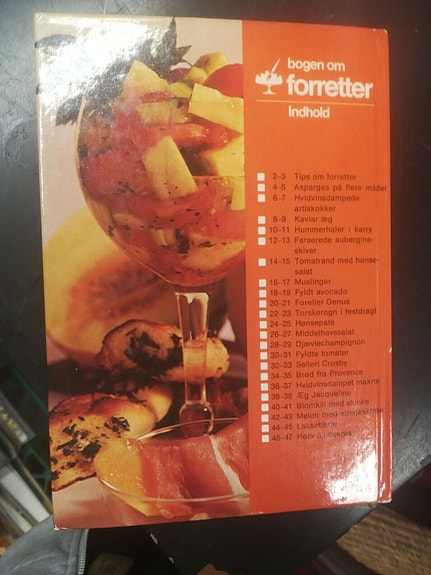 bogen om
forretter
Indhold
2-3 Tips om forretter
4-5 Asparges på flere måder
6-7 Hvidvinsdampede
artiskokker
8-9 Kaviar æg
10-11 Hummerhaler i karry
12-13 Farserede aubergine-
skiver
14-15 Tomatrand med hønse-
salat
16-17 Muslinger
18-19 Fyldt avocado
20-21 Foreller Genua
22-23 Torskerogn i festdragt
24-25 Hønsepaté
26-27 Middelhavssalat
28-29 Djævlechampignon
30-31 Fyldte tomater
32-33 Selleri Crosby
34-35 Brød fra Provence
36-37 Hvidvinsdampet makrel
38-39 Æg Jacqueline
40-41 Blomkål med skinke
42-43 Melon med
44-45 Laksetærte
46-47 Hors d'oeuvre